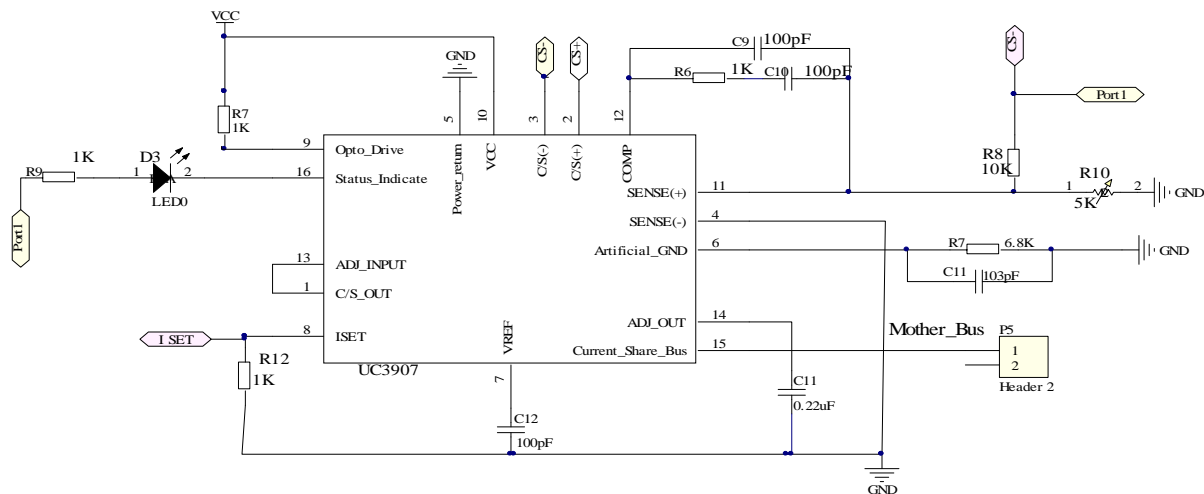 VCC
R7
1K
GND
5
10
3
2
12
CS-
CS+
C9
100pF
R6
1K
C10
100pF
CS-
Port1
R8
10K
R10
5K
1
2
GND
9
Opto_Drive
16
Status_Indicate
Power_return
VCC
C/S(-)
C/S(+)
COMP
SENSE(+)
11
SENSE(-)
4
Artificial_GND
6
R9
1K
D3
1
2
LED0
Port1
R7
6.8K
C11
103pF
GND
13
ADJ_INPUT
1
C/S_OUT
8
ISET
I SET
R12
1K
VREF
7
UC3907
ADJ_OUT
14
Current_Share_Bus
15
Mother_Bus
P5
1
2
Header 2
C11
0.22uF
C12
100pF
GND